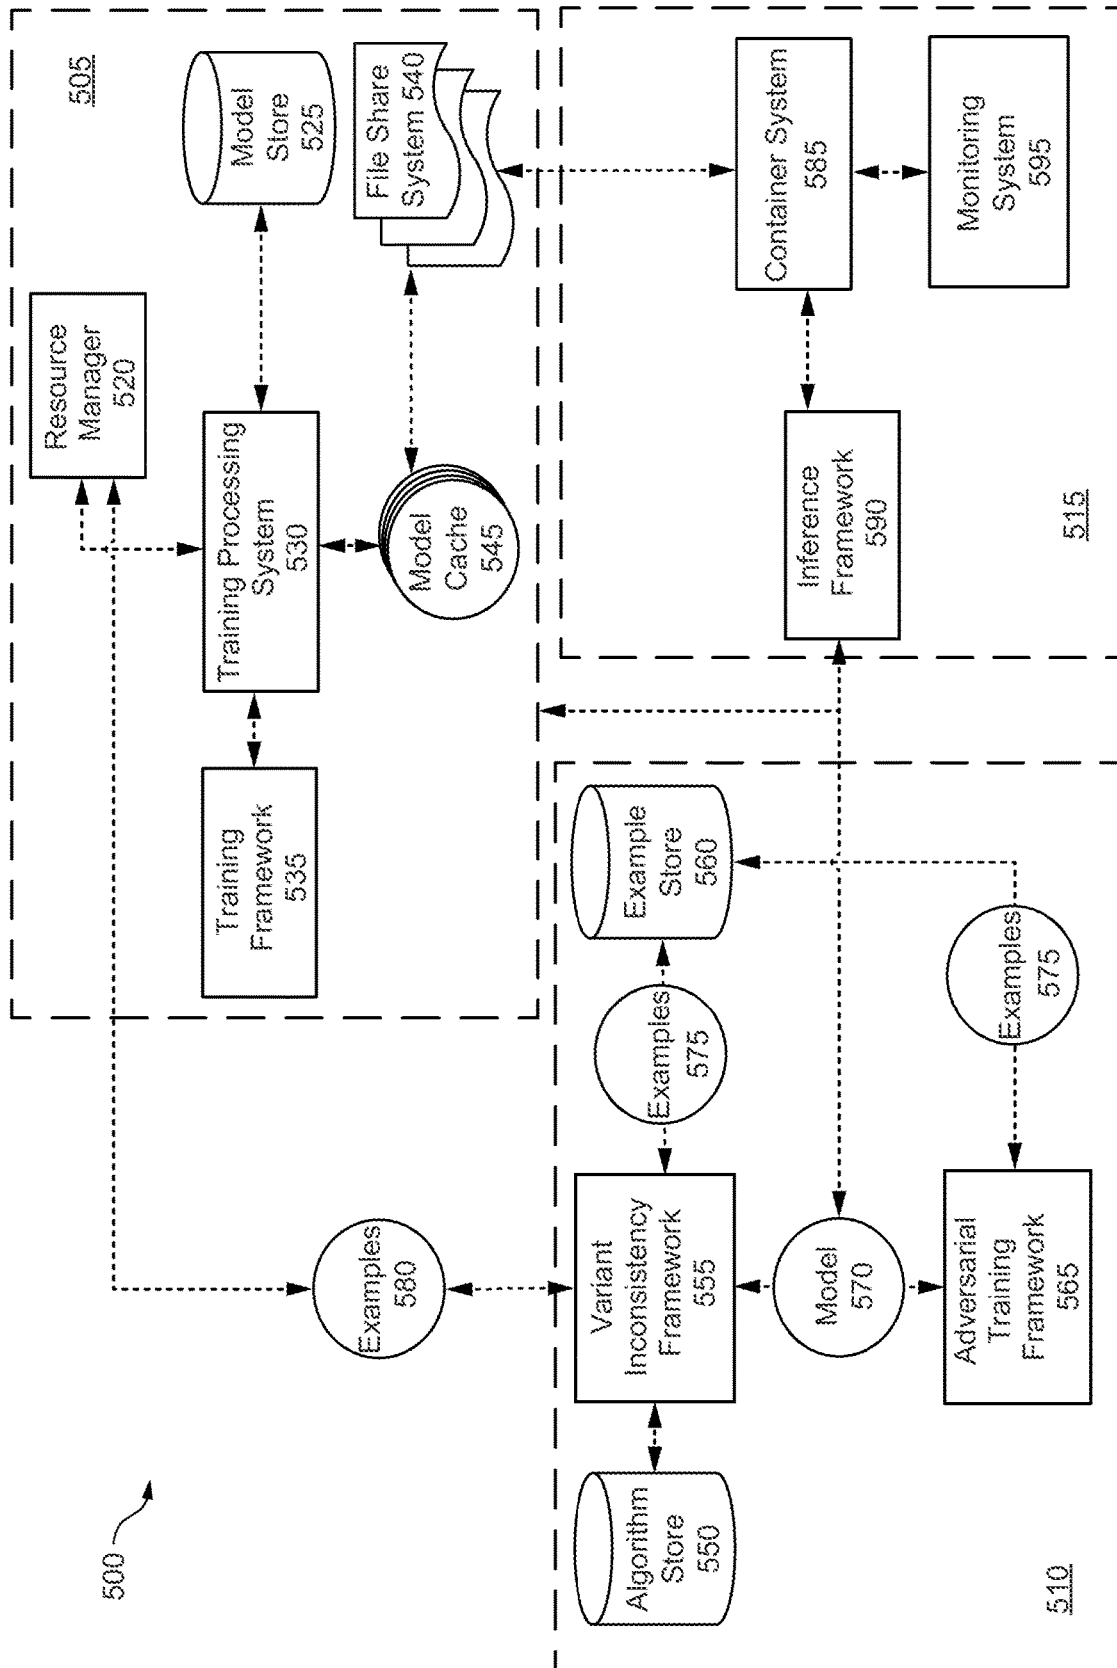 500
505
Resource
Manager
520
Model
Store
525
Training
Framework
535
Training Processing
System
530
File Share
System 540
Model
Cache
545
Examples
580
510
Algorithm
Store
550
Variant
Inconsistency
Framework
555
Examples
575
Example
Store
560
Model
570
Adversarial
Training
Framework
565
Examples
575
515
Inference
Framework
590
Container System
585
Monitoring
System
595